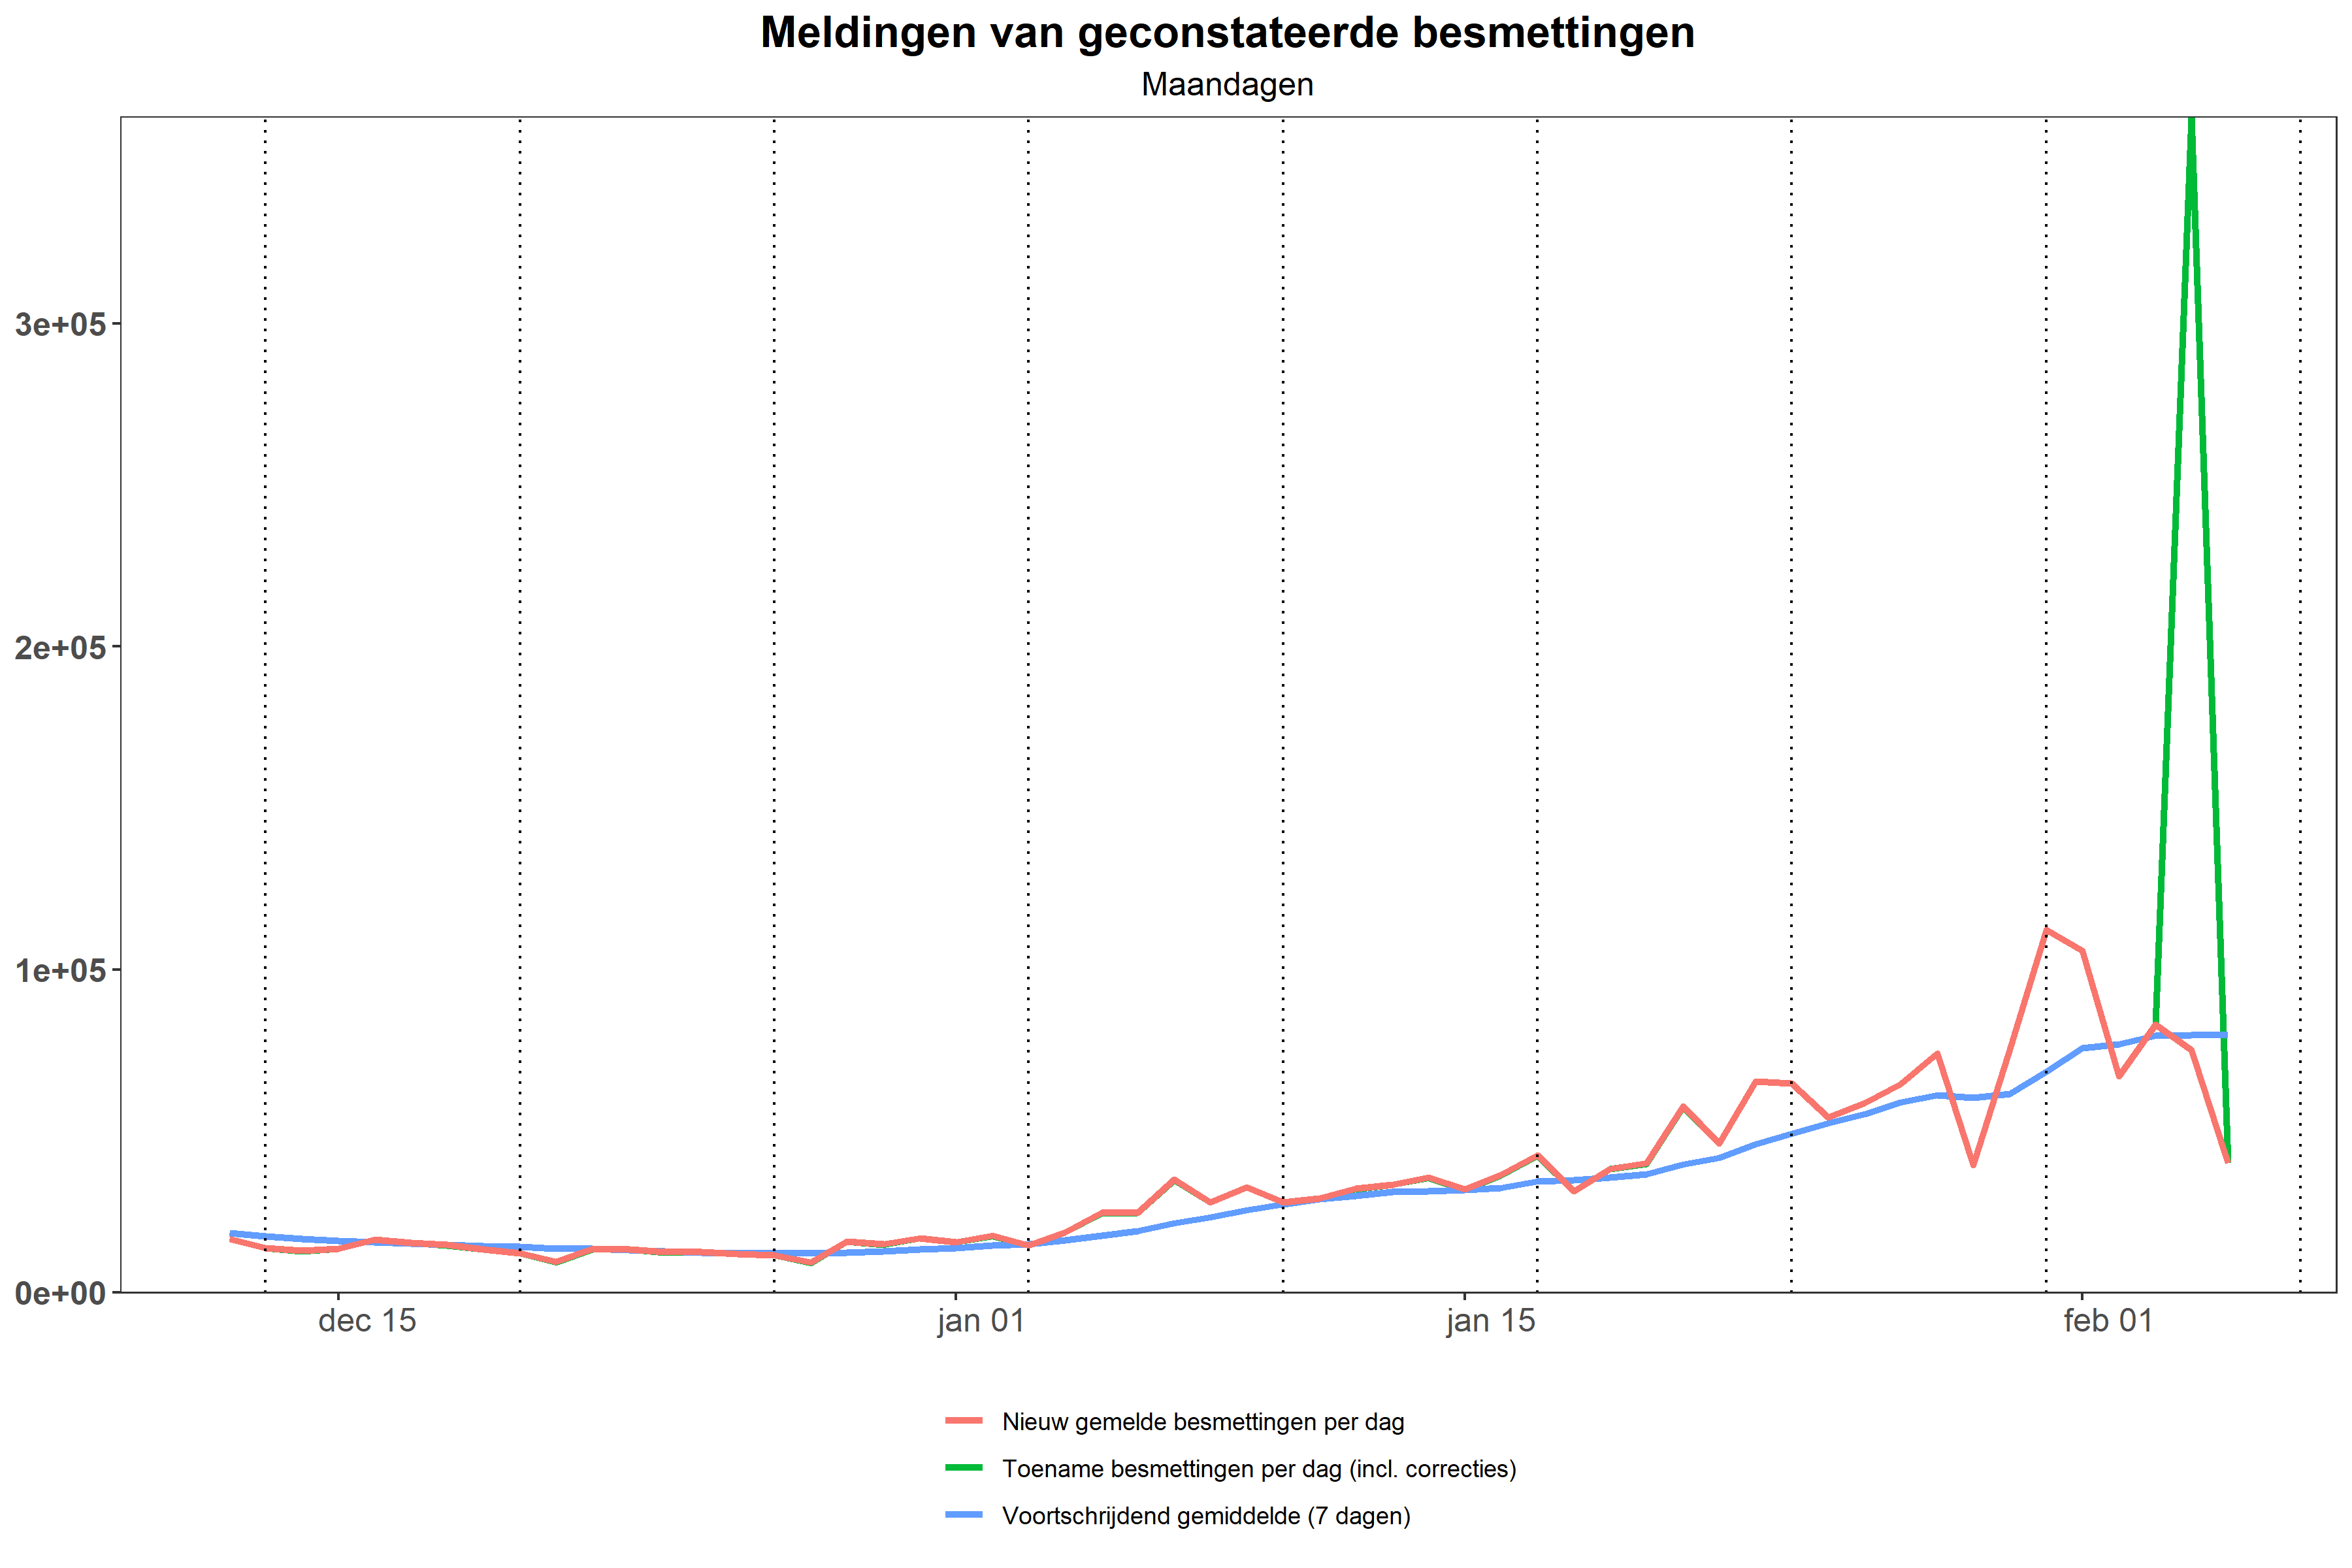 Meldingen van geconstateerde besmettingen
Maandagen
3e+05
2e+05
1e+05
0e+00
dec 15
jan 01
jan 15
feb 01
Nieuw gemelde besmettingen per dag
Toename besmettingen per dag (incl. correcties)
Voortschrijdend gemiddelde (7 dagen)